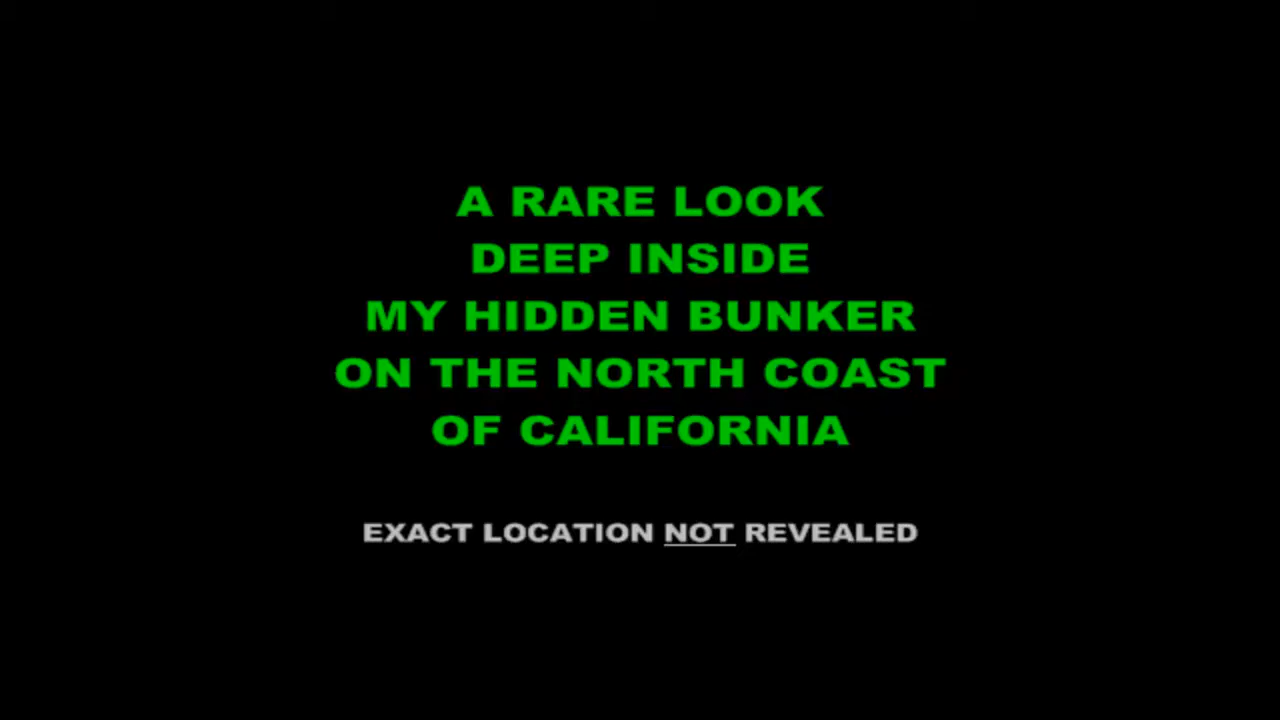 A RARE LOOK
DEEP INSIDE
MY HIDDEN BUNKER
ON THE NORTH COAST
OF CALIFORNIA
EXACT LOCATION NOT REVEALED